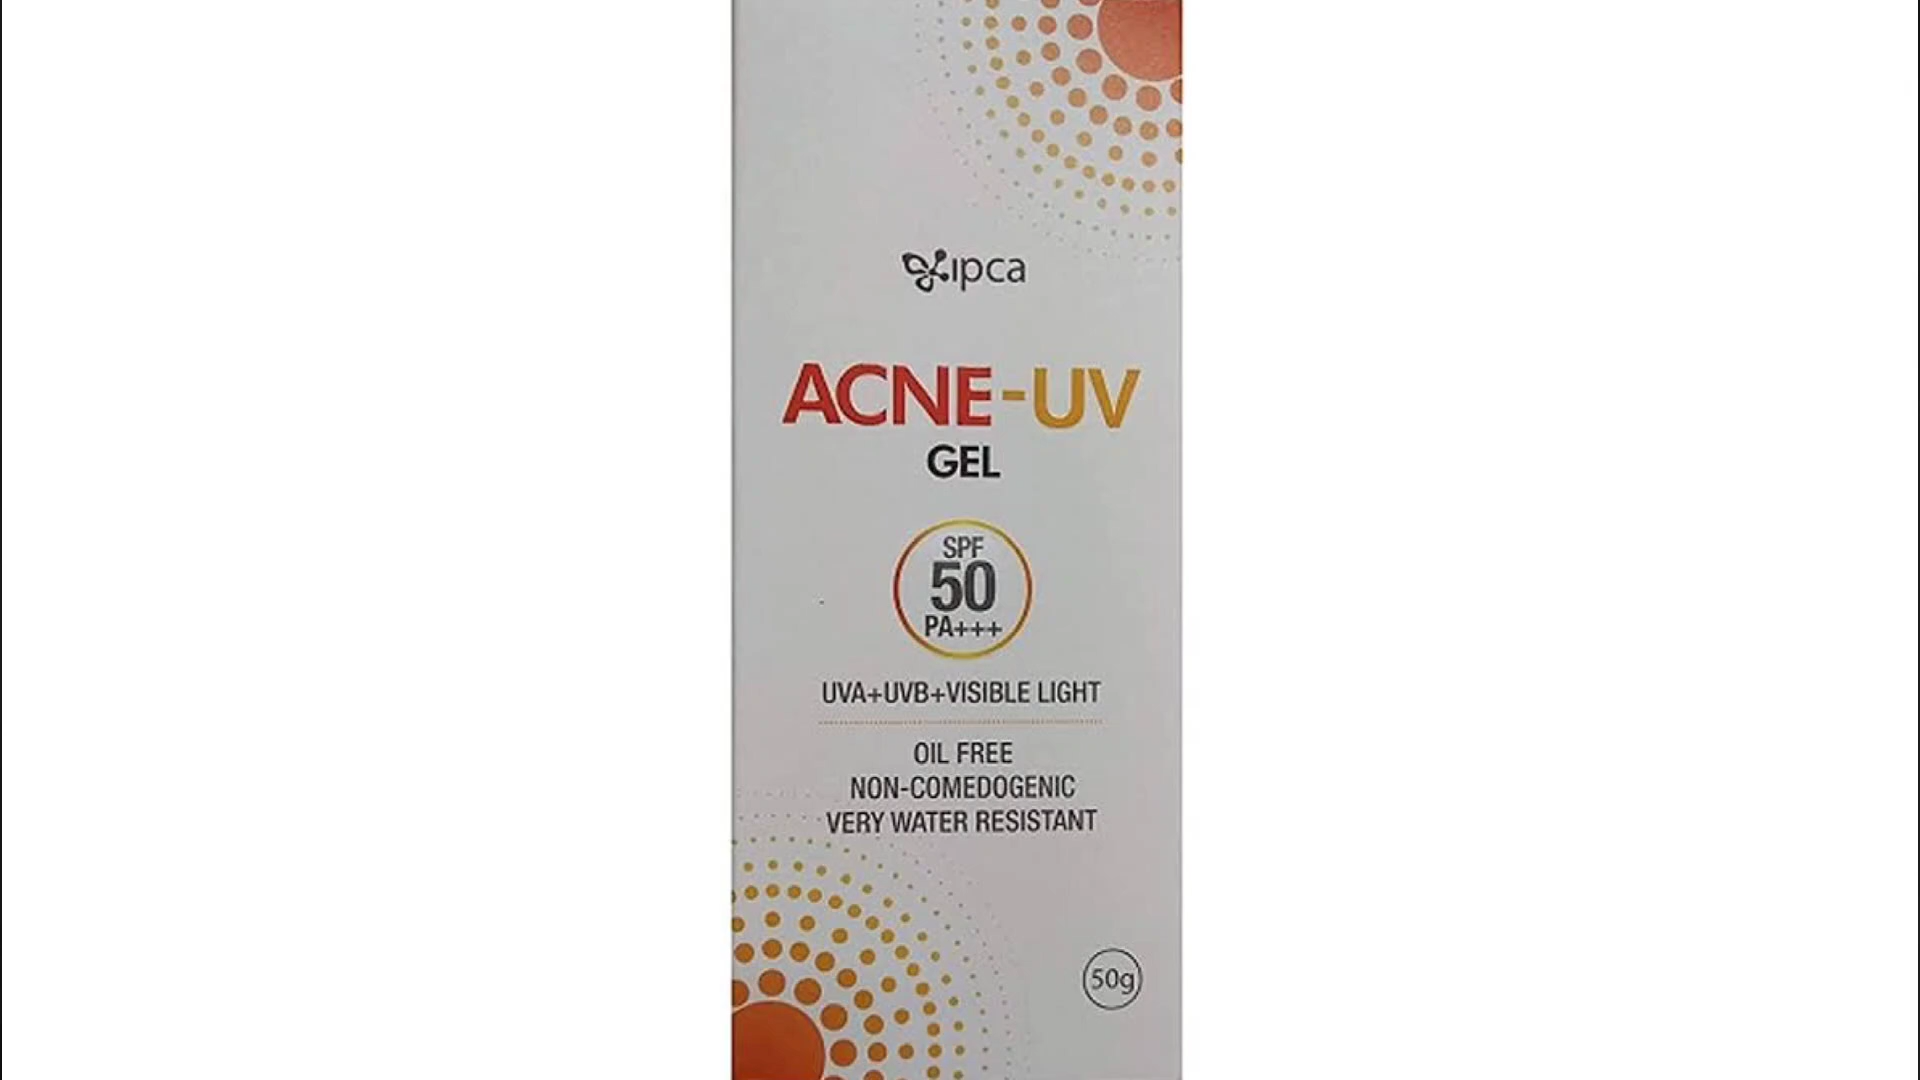 ipca
ACNE-UV
GEL
SPF
50
PA+++
UVA+UVB+VISIBLE LIGHT
OIL FREE
NON-COMEDOGENIC
VERY WATER RESISTANT
50g